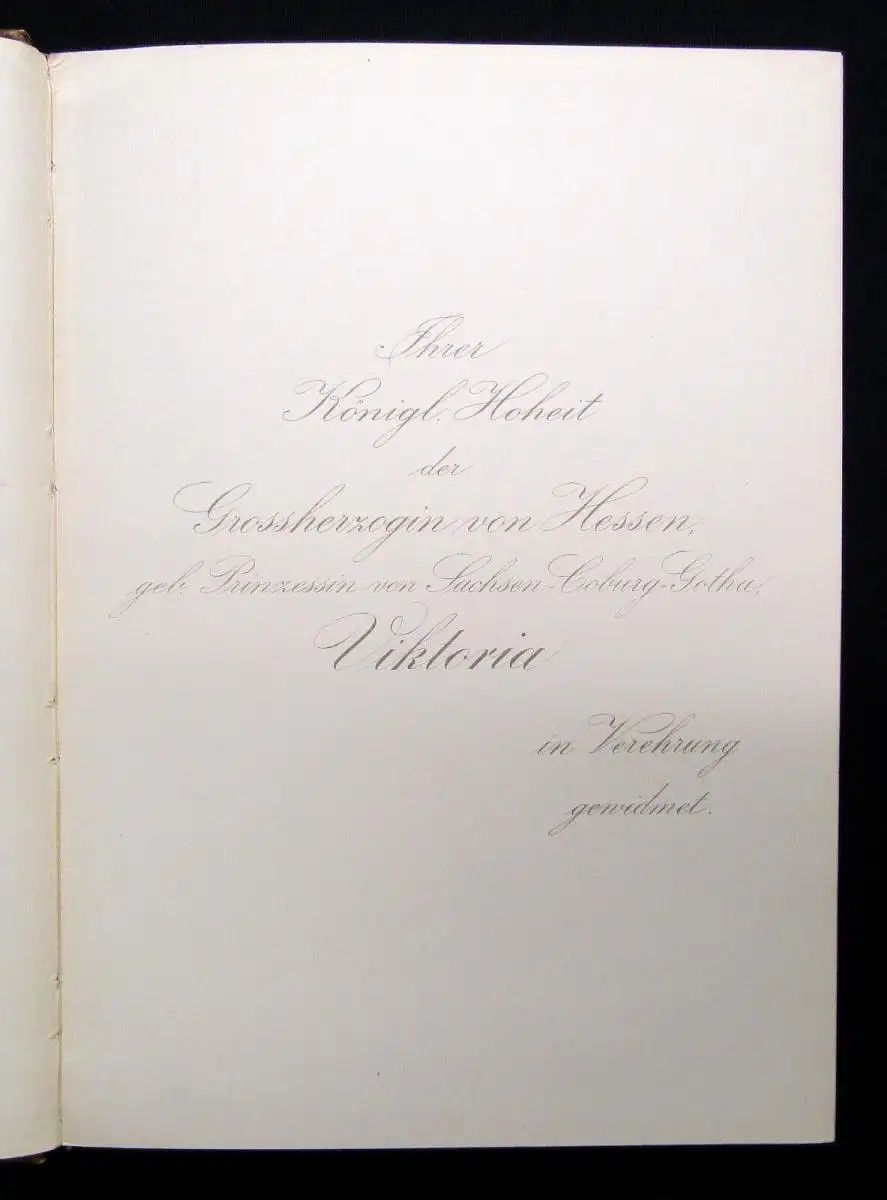 Ihrer
Königl. Hoheit
der
Grossherzogin von Hessen,
geb. Prinzessin von Sachsen-Coburg-Gotha,
Viktoria
in Verehrung
gewidmet.